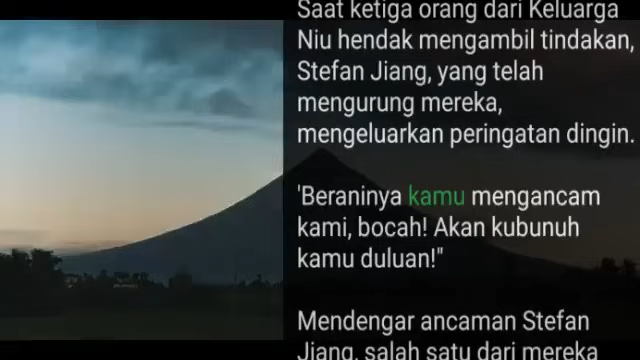 Saat ketiga orang dari Keluarga
Niu hendak mengambil tindakan,
Stefan Jiang, yang telah
mengurung mereka,
mengeluarkan peringatan dingin.
'Beraninya kamu mengancam
kami, bocah! Akan kubunuh
kamu duluan!"
Mendengar ancaman Stefan
Jiang, salah satu dari mereka